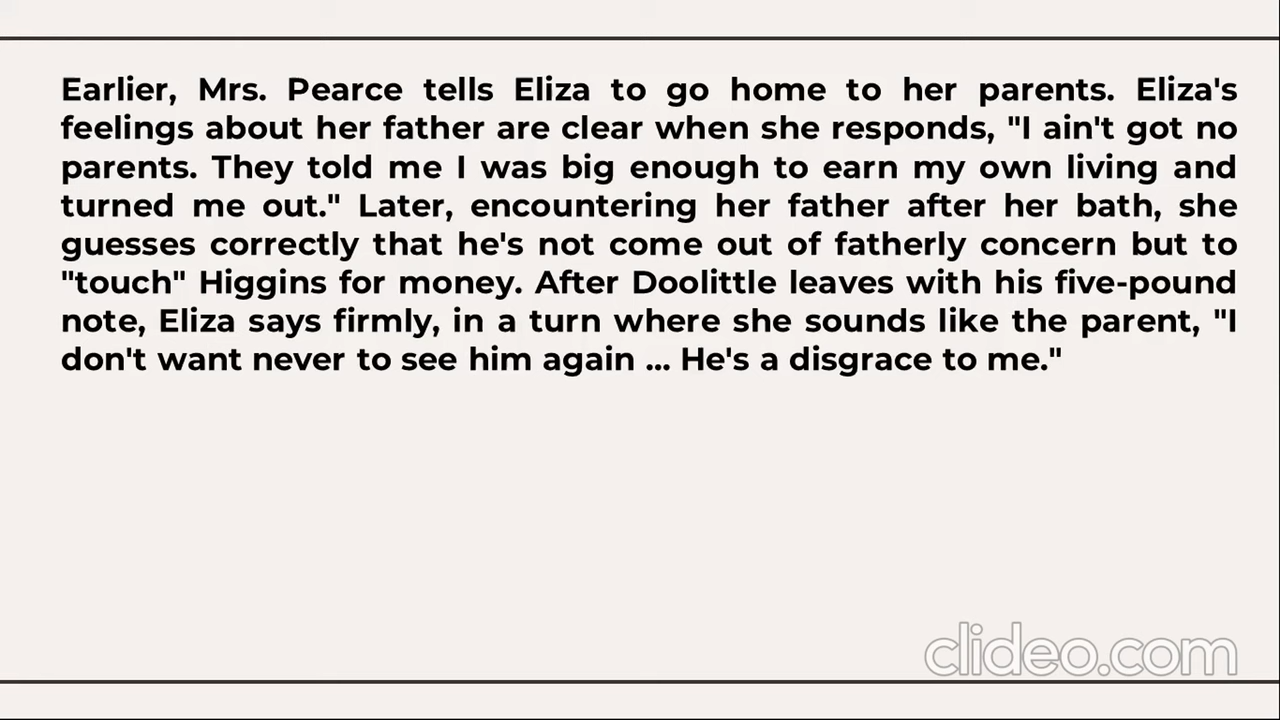 Earlier, Mrs. Pearce tells Eliza to go home to her parents. Eliza's
feelings about her father are clear when she responds, "I ain't got no
parents. They told me I was big enough to earn my own living and
turned me out." Later, encountering her father after her bath, she
guesses correctly that he's not come out of fatherly concern but to
"touch" Higgins for money. After Doolittle leaves with his five-pound
note, Eliza says firmly, in a turn where she sounds like the parent, "I
don't want never to see him again ... He's a disgrace to me."
clideo.com